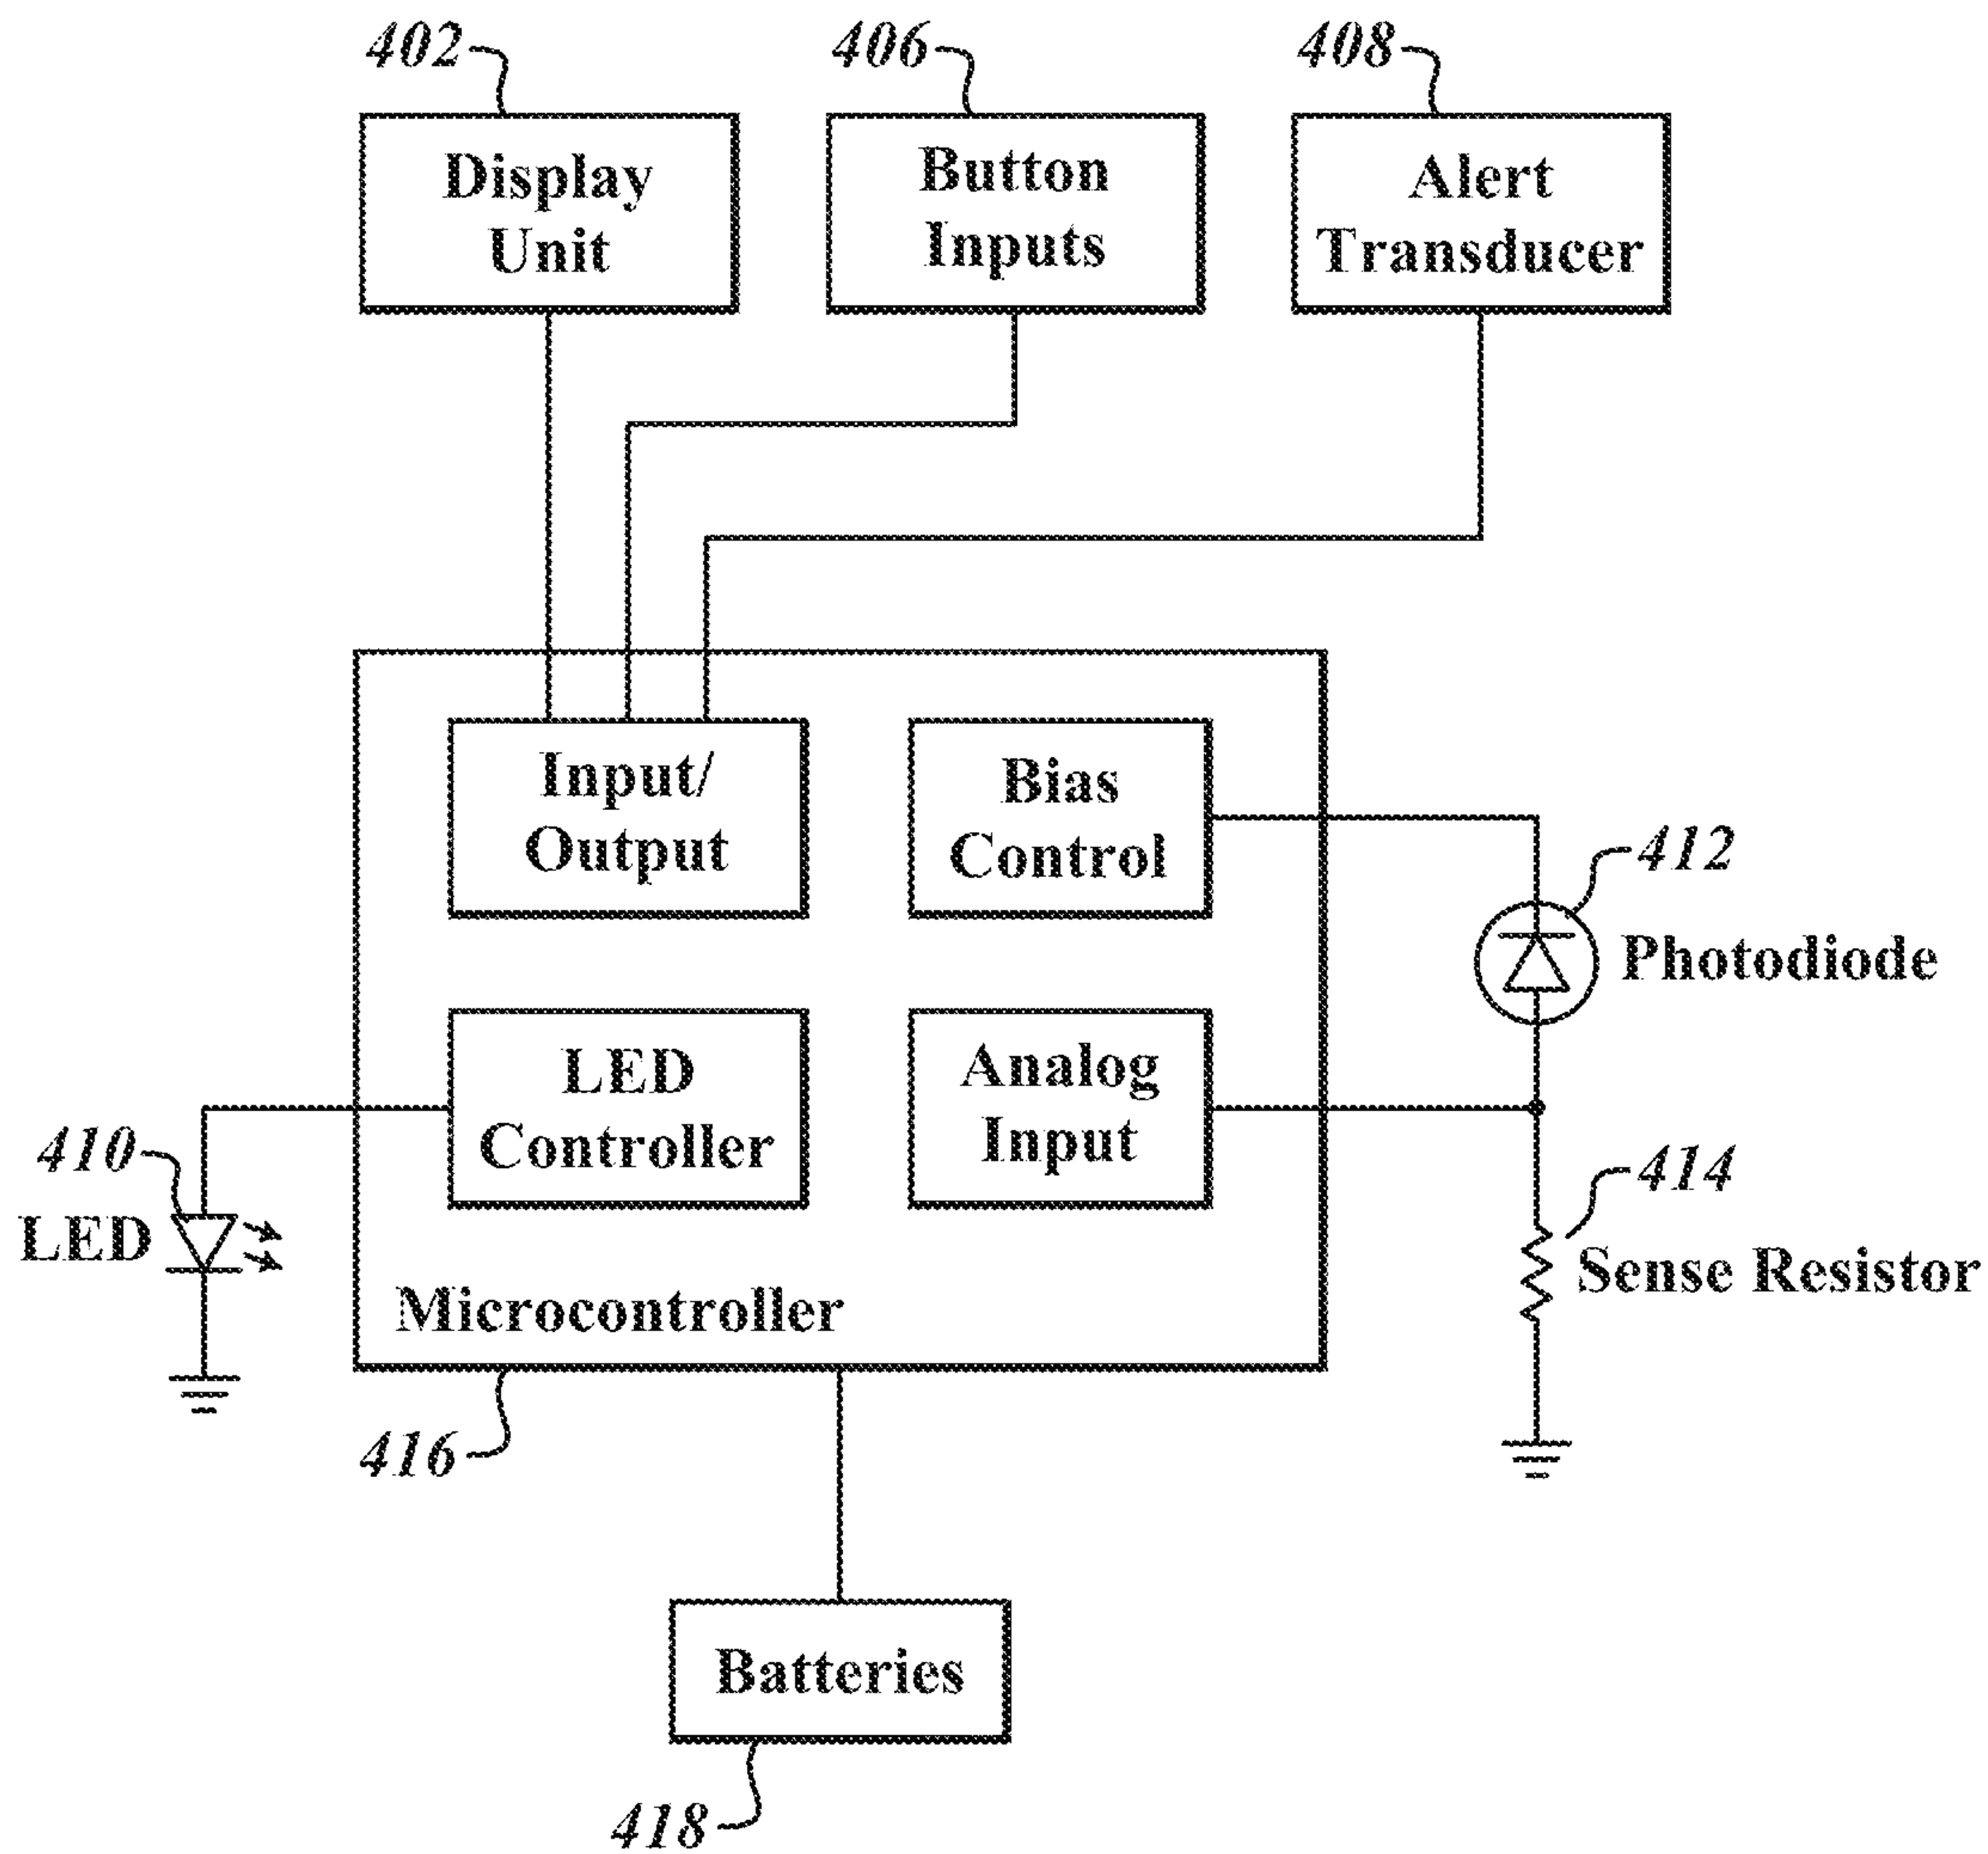 402
406
408
Display
Unit
Button
Inputs
Alert
Transducer
Input/
Output
Bias
Control
412
Photodiode
LED
Controller
Analog
Input
410
LED
414
Sense Resistor
Microcontroller
416
Batteries
418